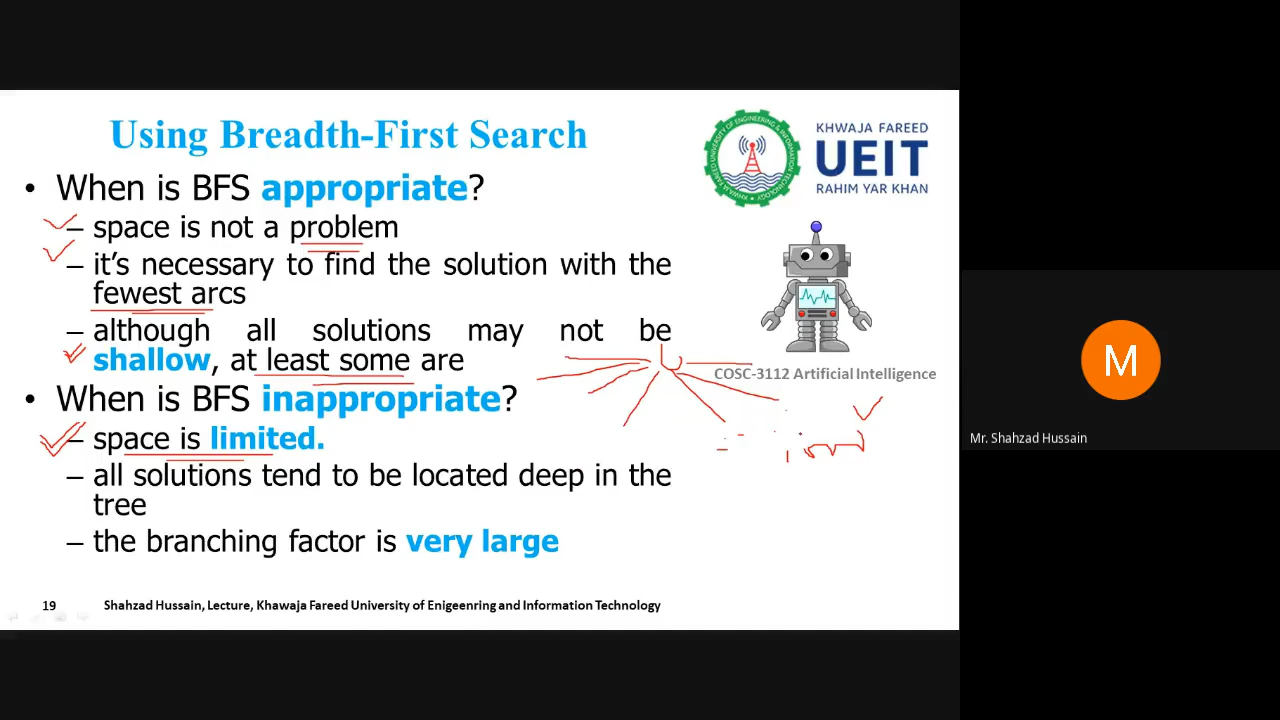 Using Breadth-First Search
• When is BFS appropriate?
– space is not a problem
– it's necessary to find the solution with the
fewest arcs
– although all solutions may not be
shallow, at least some are
• When is BFS inappropriate?
– space is limited.
– all solutions tend to be located deep in the
tree
– the branching factor is very large
19 Shahzad Hussain, Lecture, Khawaja Fareed University of Enigeenring and Information Technology
KHWAJA FAREED
UEIT
RAHIM YAR KHAN
COSC-3112 Artificial Intelligence
M
Mr. Shahzad Hussain